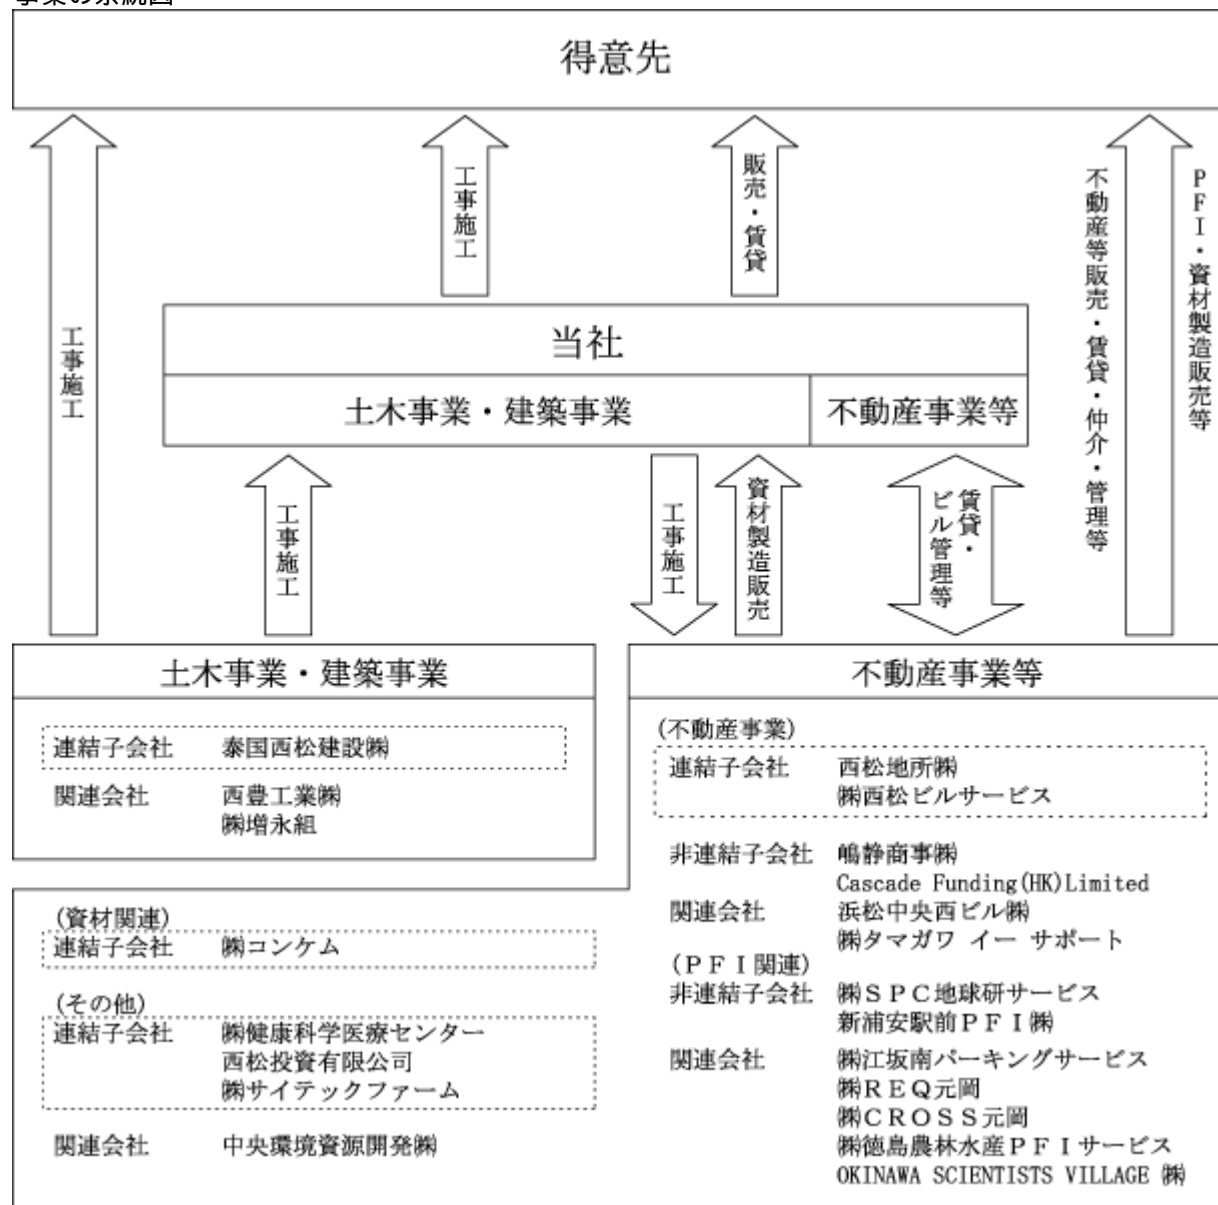 事業の系統図
得意先
工事施工
工事施工
販売・賃貸
不動産等販売・賃貸・仲介・管理等
PFI・資材製造販売等
当社
土木事業・建築事業
不動産事業等
工事施工
工事施工
資材製造販売
賃貸・
ビル管理等
土木事業・建築事業
連結子会社 泰国西松建設㈱
関連会社 西豊工業㈱
㈱増永組
不動産事業等
(不動産事業)
連結子会社 西松地所㈱
㈱西松ビルサービス
非連結子会社 嶋静商事㈱
Cascade Funding(HK)Limited
関連会社 浜松中央西ビル㈱
㈱タマガワ イー サポート
(ＰＦＩ関連)
非連結子会社 ㈱ＳＰＣ地球研サービス
新浦安駅前ＰＦＩ㈱
関連会社 ㈱江坂南パーキングサービス
㈱ＲＥＱ元岡
㈱ＣＲＯＳＳ元岡
㈱徳島農林水産ＰＦＩサービス
OKINAWA SCIENTISTS VILLAGE ㈱
(資材関連)
連結子会社 ㈱コンケム
(その他)
連結子会社 ㈱健康科学医療センター
西松投資有限公司
㈱サイテックファーム
関連会社 中央環境資源開発㈱